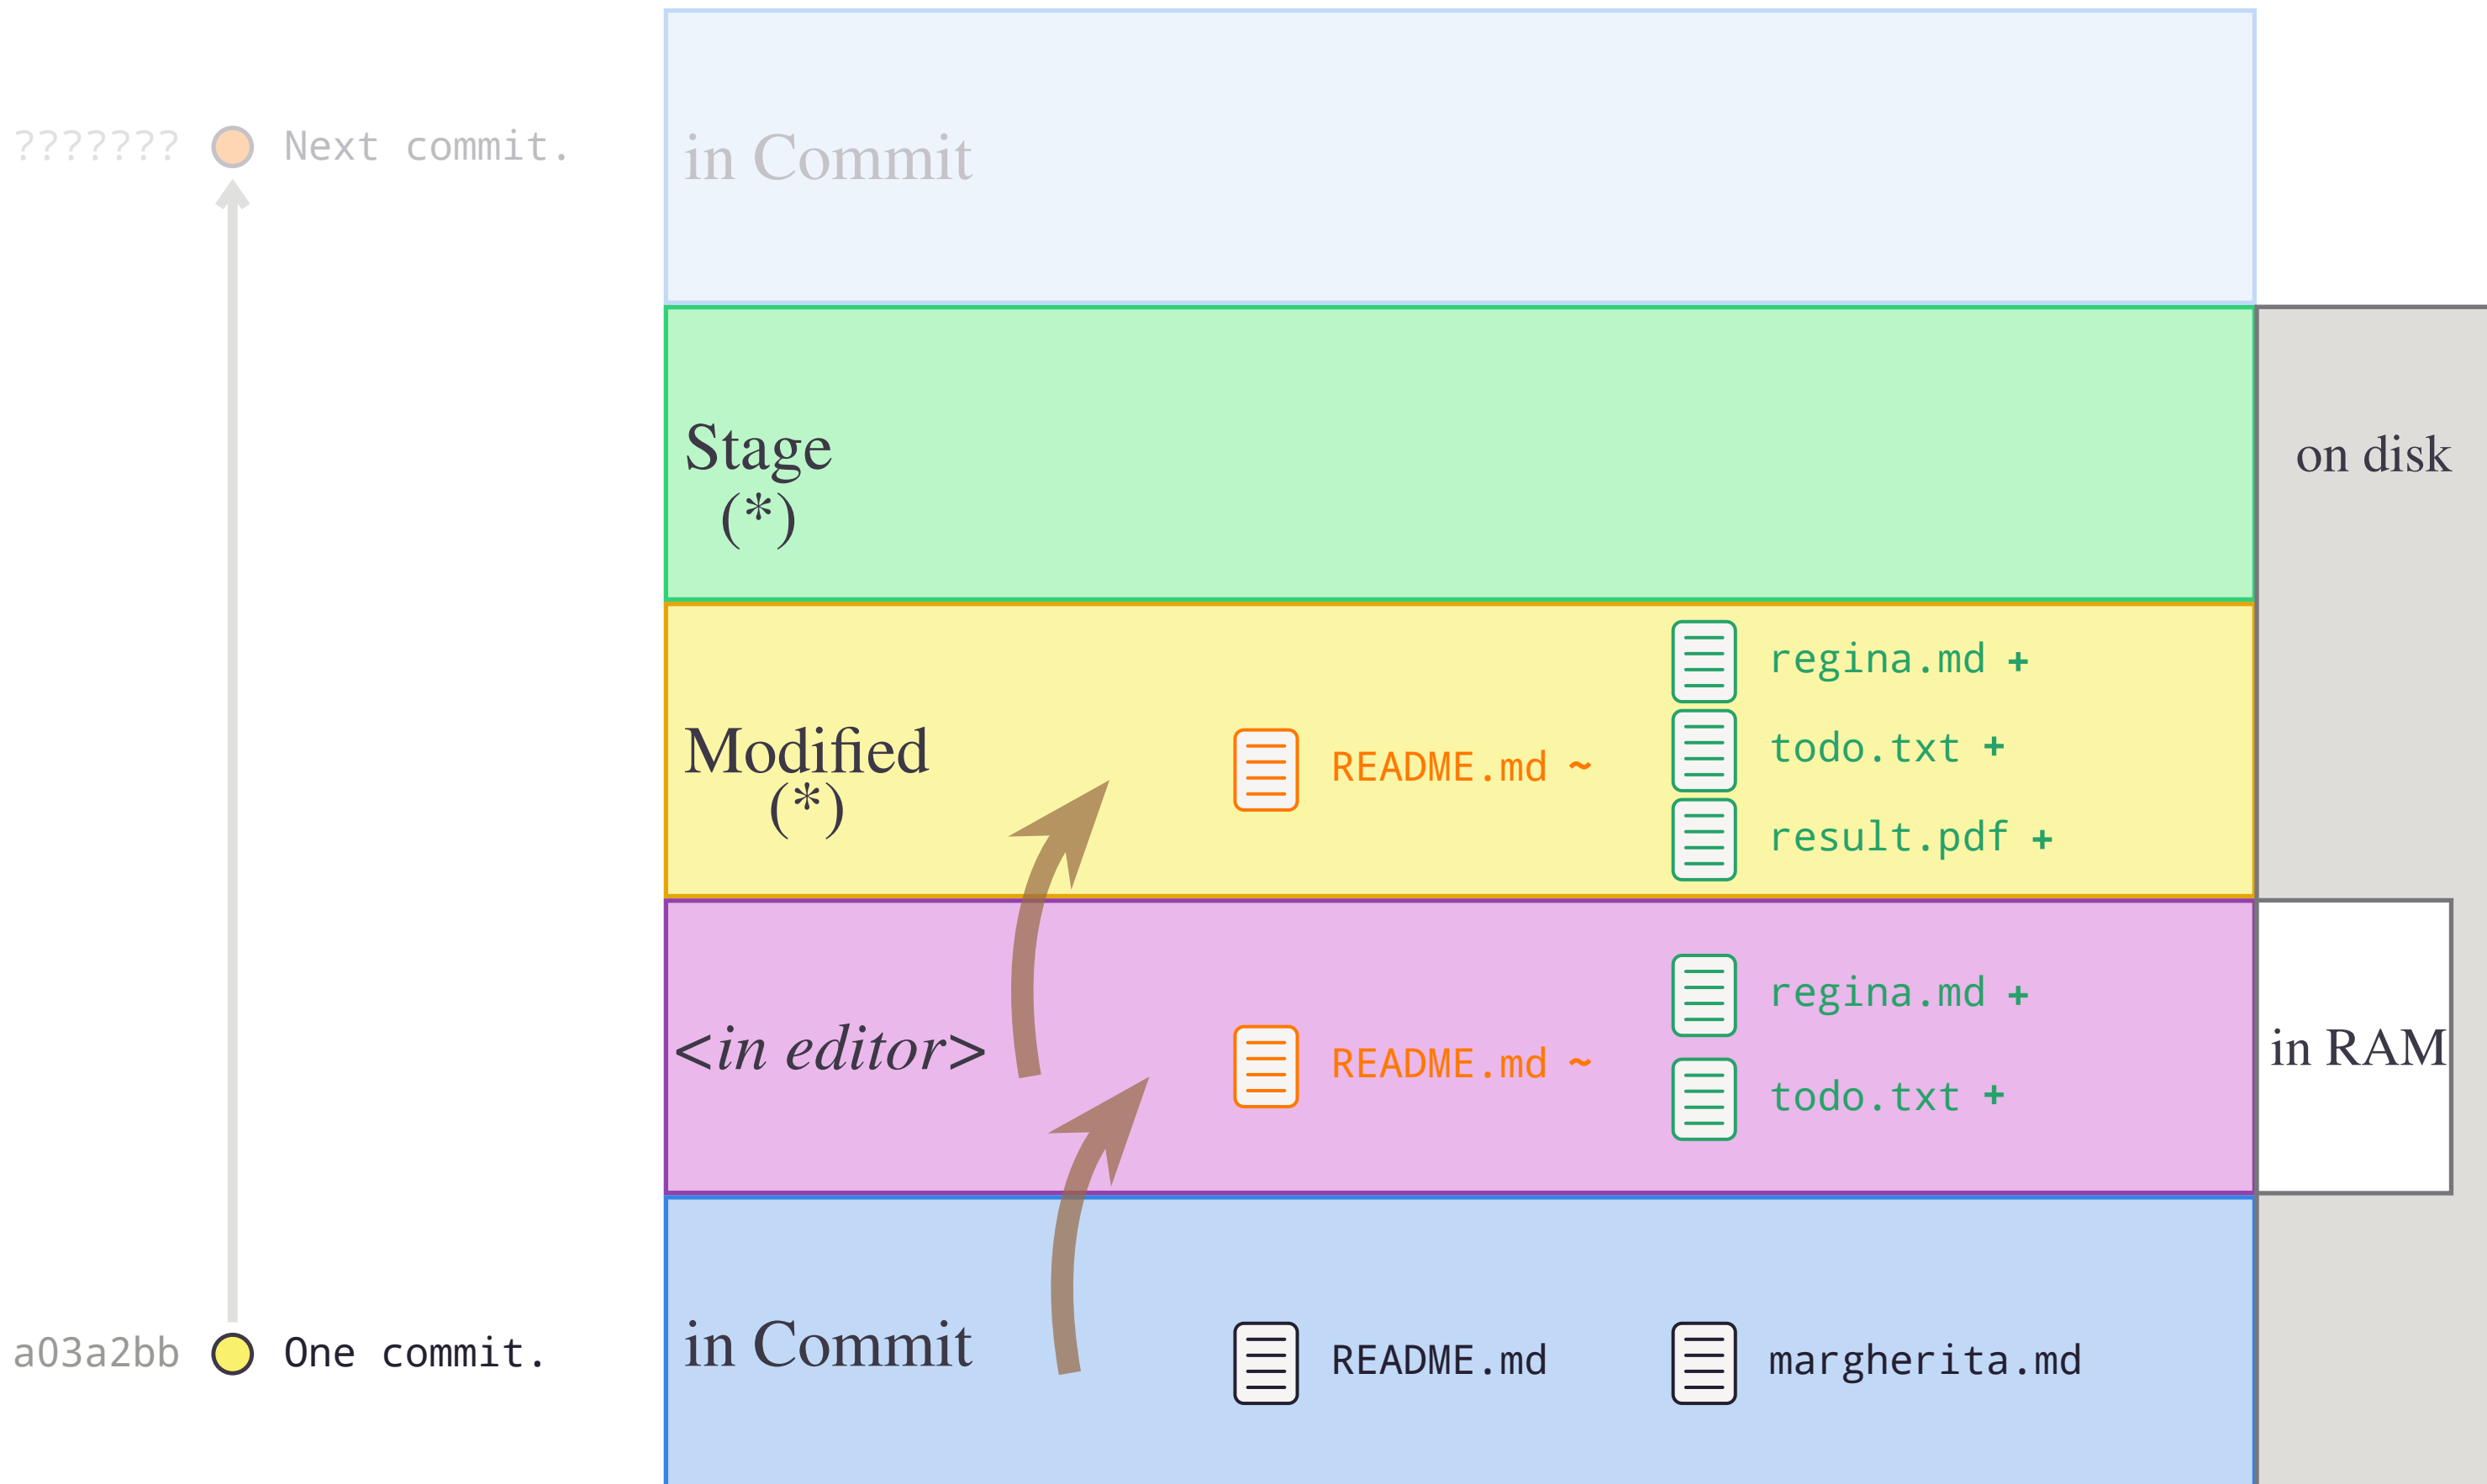 ??????? Next commit.
in Commit
Stage
(*)
on disk
Modified
(*)
README.md ~
regina.md +
todo.txt +
result.pdf +
<in editor>
README.md ~
regina.md +
todo.txt +
in RAM
a03a2bb One commit.
in Commit
README.md
margherita.md